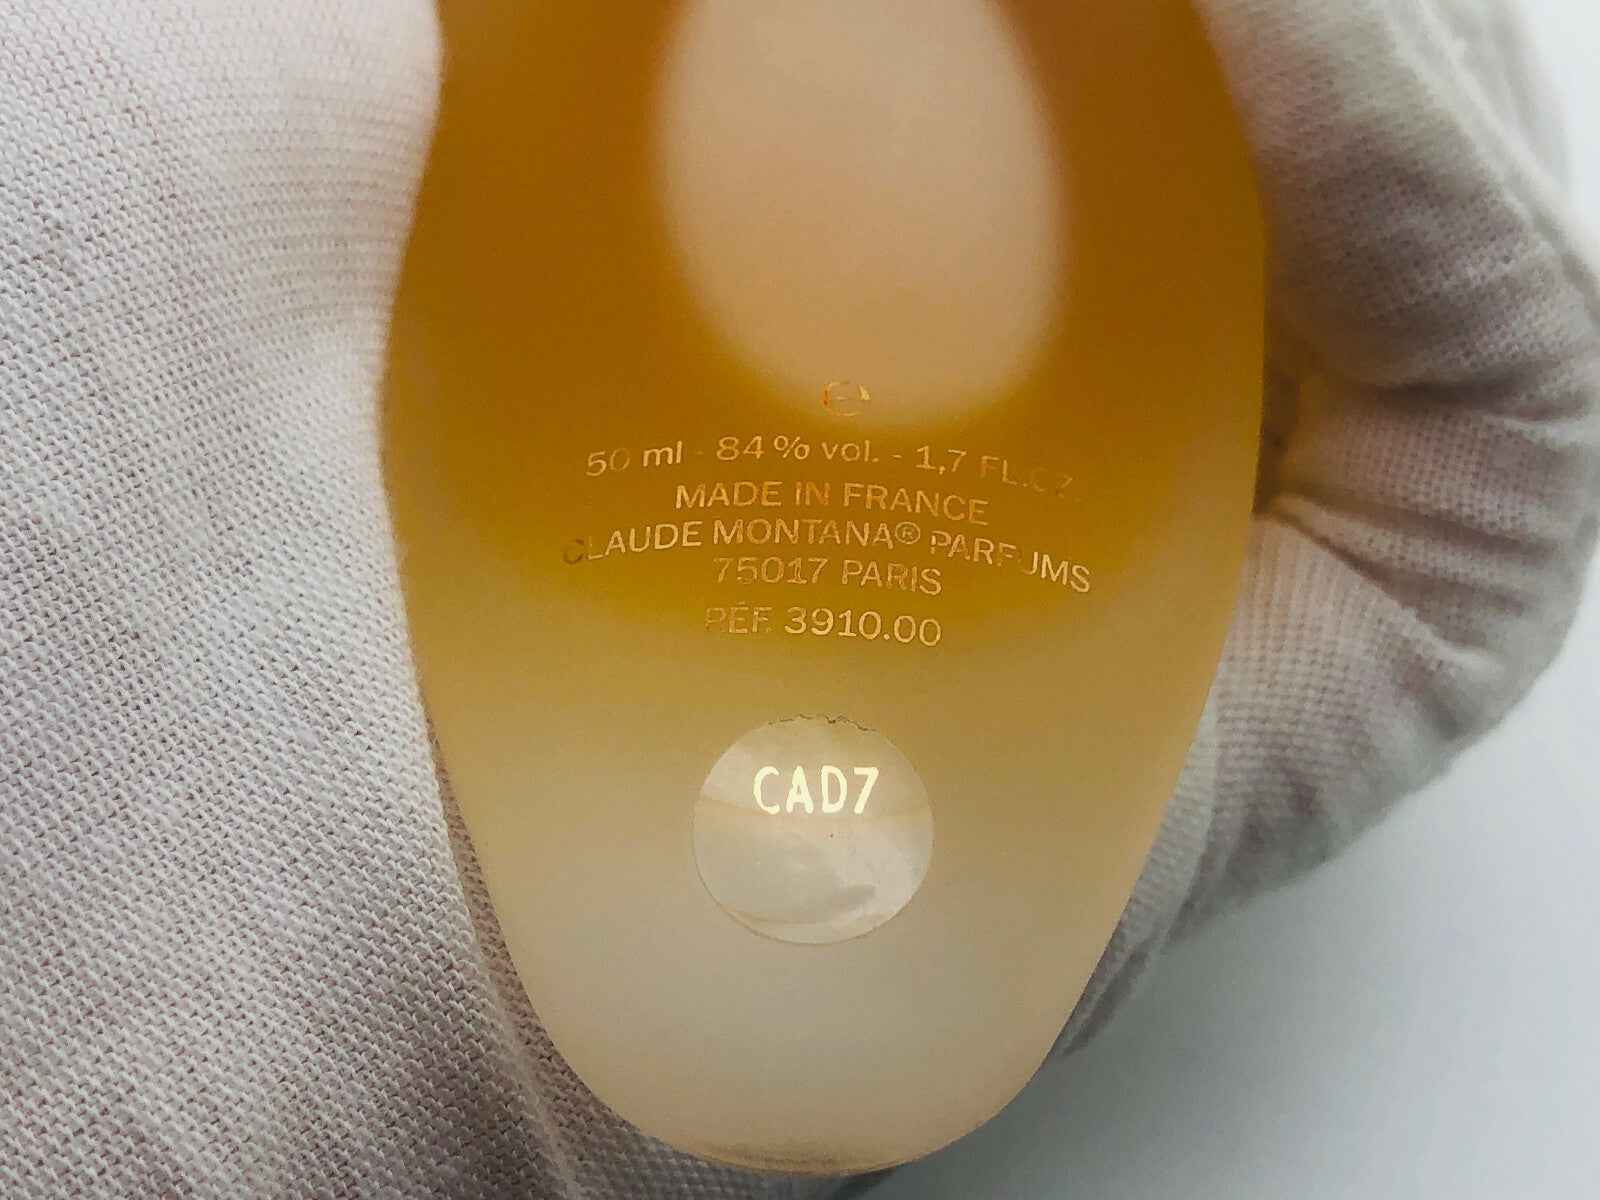 ℮
50 ml - 84% vol. - 1,7 FL.OZ.
MADE IN FRANCE
CLAUDE MONTANA® PARFUMS
75017 PARIS
RÉF. 3910.00
CAD7